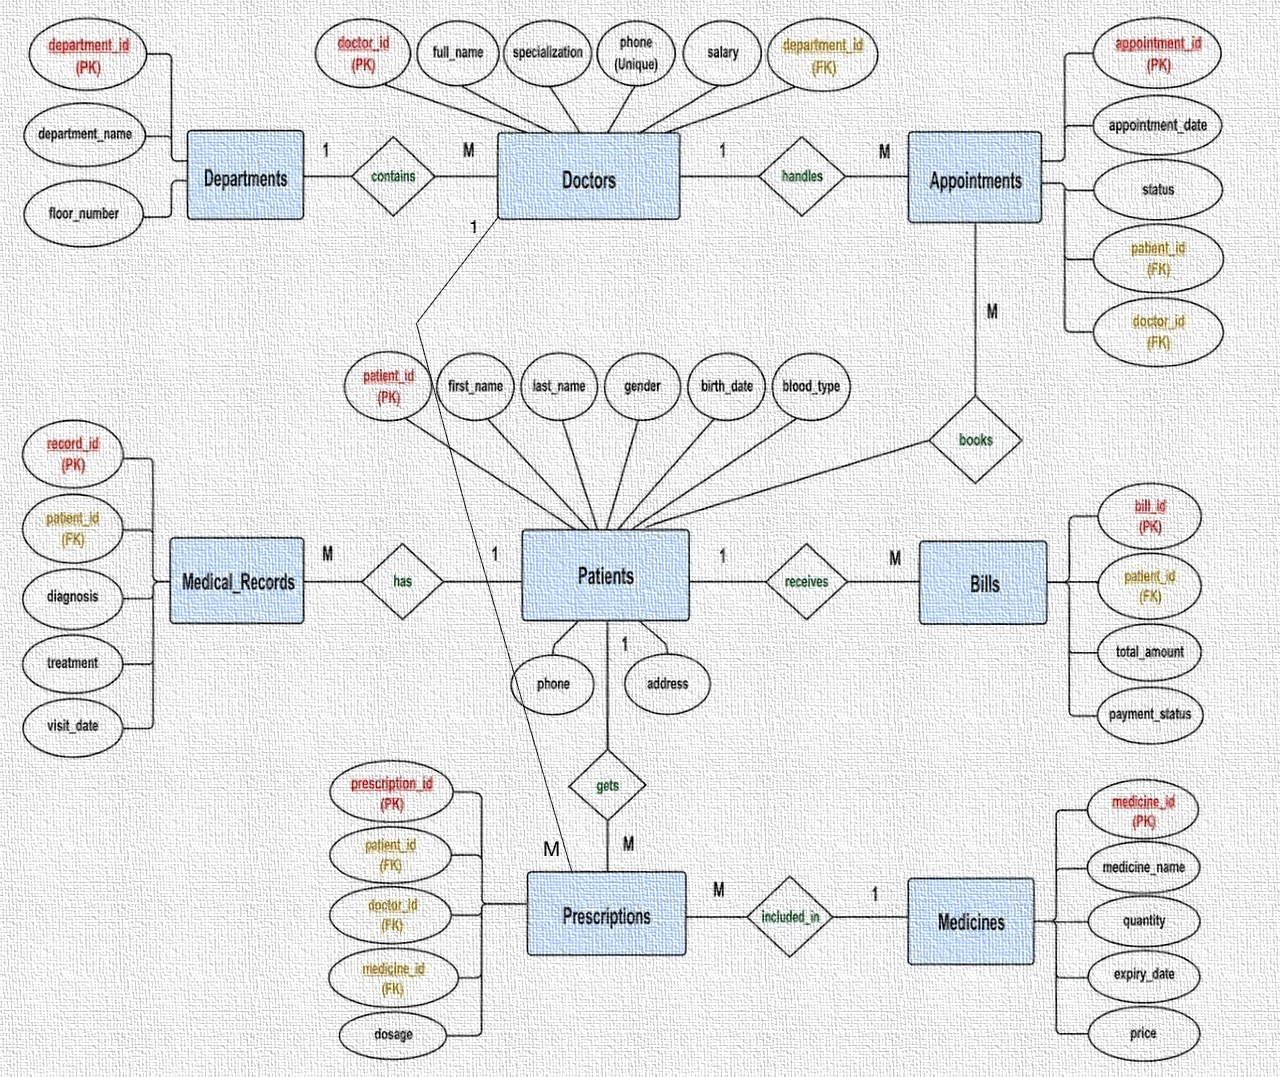 department_id
(PK)
department_name
floor_number
Departments
1
contains
M
doctor_id
(PK)
full_name
specialization
phone
(Unique)
salary
department_id
(FK)
Doctors
1
handles
M
Appointments
appointment_id
(PK)
appointment_date
status
patient_id
(FK)
doctor_id
(FK)
1
M
books
patient_id
(PK)
first_name
last_name
gender
birth_date
blood_type
record_id
(PK)
patient_id
(FK)
diagnosis
treatment
visit_date
Medical_Records
M
has
1
Patients
1
receives
M
Bills
bill_id
(PK)
patient_id
(FK)
total_amount
payment_status
phone
1
address
gets
M
M
prescription_id
(PK)
patient_id
(FK)
doctor_id
(FK)
medicine_id
(FK)
dosage
Prescriptions
M
included_in
1
Medicines
medicine_id
(PK)
medicine_name
quantity
expiry_date
price